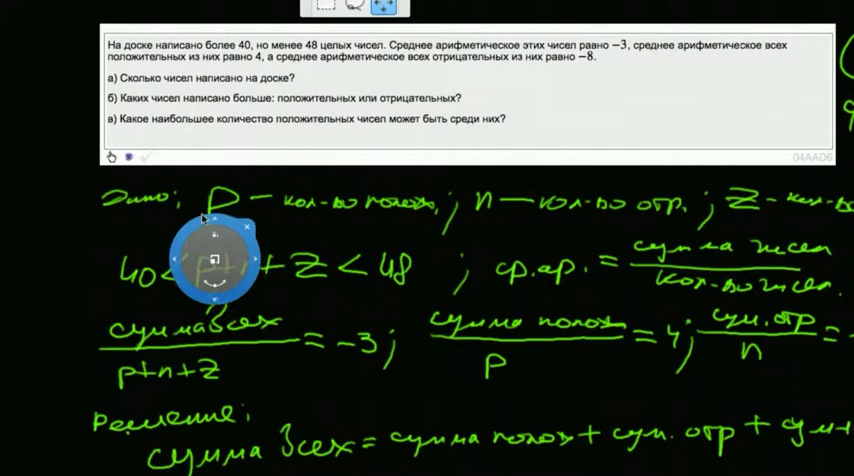 На доске написано более 40, но менее 48 целых чисел. Среднее арифметическое этих чисел равно −3, среднее арифметическое всех
положительных из них равно 4, а среднее арифметическое всех отрицательных из них равно −8.
а) Сколько чисел написано на доске?
б) Каких чисел написано больше: положительных или отрицательных?
в) Какое наибольшее количество положительных чисел может быть среди них?
04AAD6
Дано: p — кол-во полож.; n — кол-во отр.; Z - кол-во
40 < p+n+Z < 48 ; ср.ар. = сумма чисел / кол-во чисел.
сумма всех / p+n+z = −3; сумма полож / p = 4; сум. отр / n = -
Решение:
сумма всех = сумма полож + сум. отр + сум